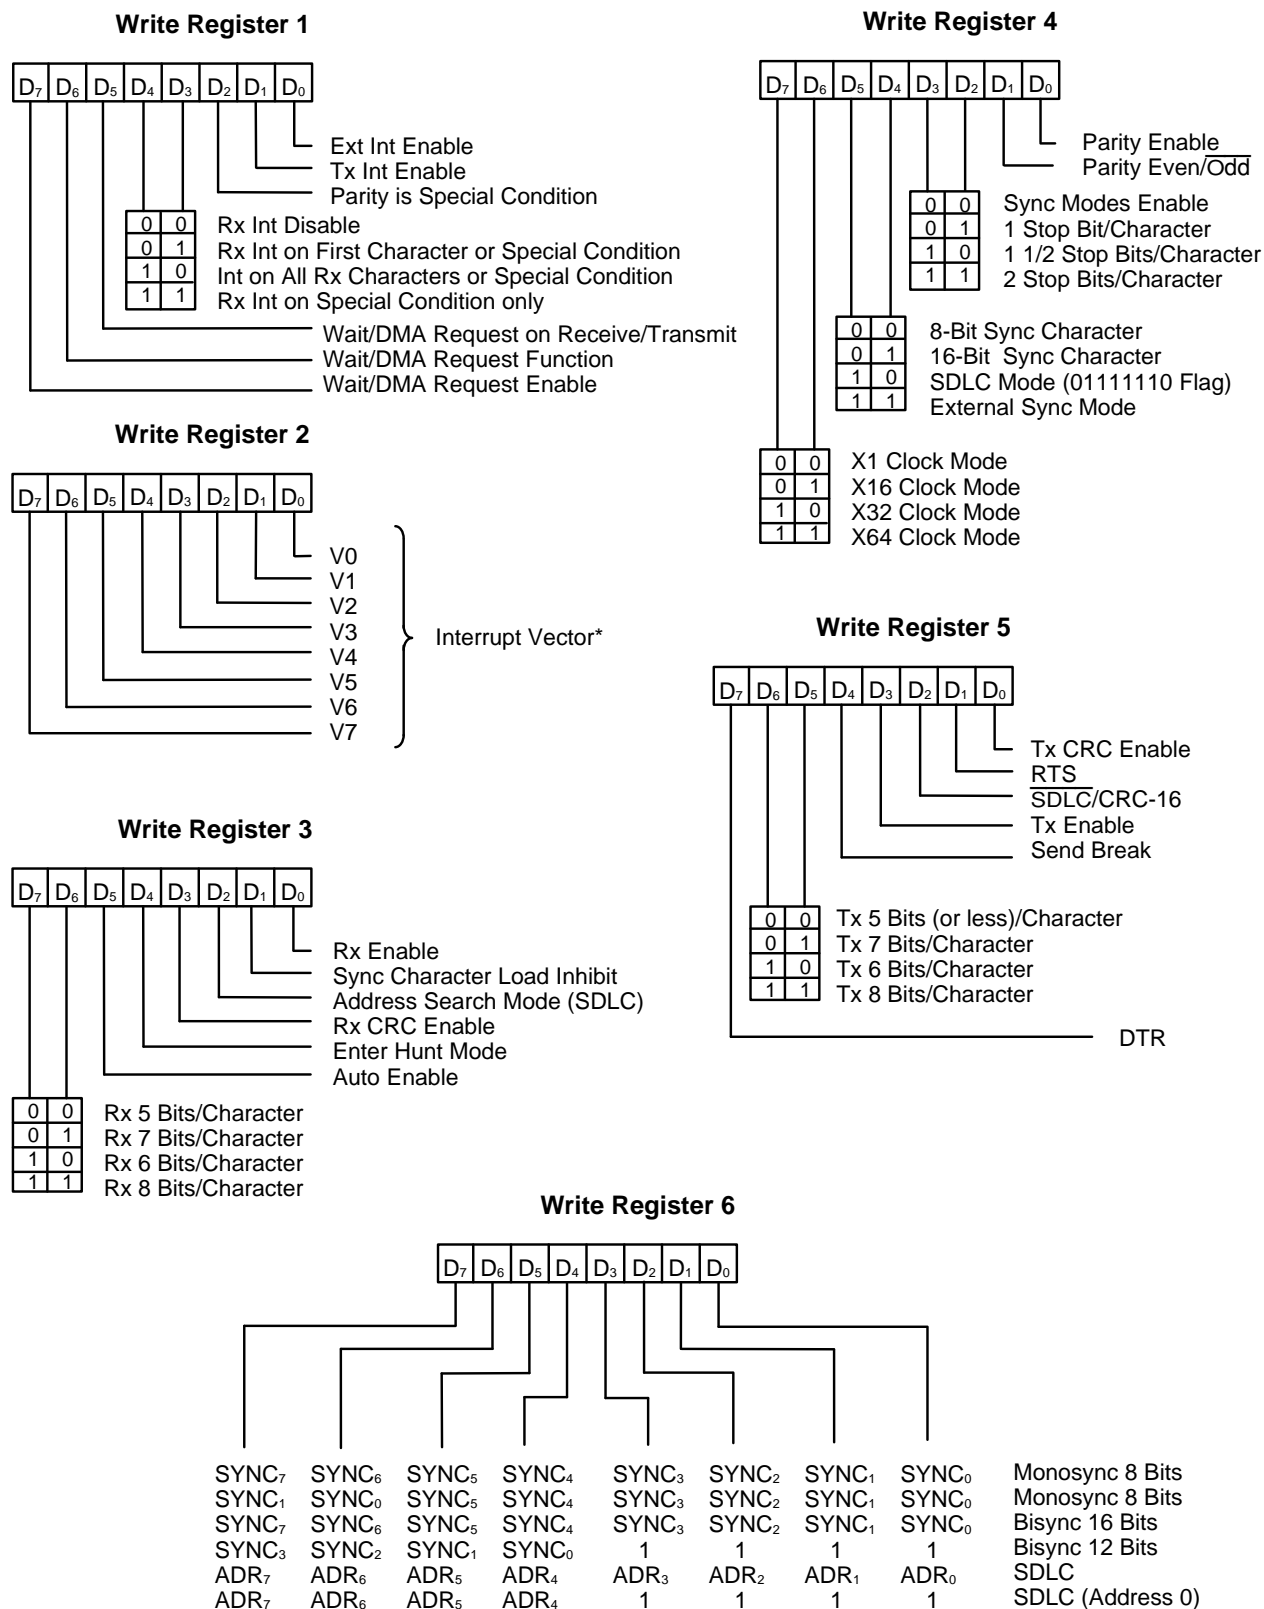 Write Register 1
D₇ D₆ D₅ D₄ D₃ D₂ D₁ D₀
Ext Int Enable
Tx Int Enable
Parity is Special Condition
0 0 Rx Int Disable
0 1 Rx Int on First Character or Special Condition
1 0 Int on All Rx Characters or Special Condition
1 1 Rx Int on Special Condition only
Wait/DMA Request on Receive/Transmit
Wait/DMA Request Function
Wait/DMA Request Enable
Write Register 2
D₇ D₆ D₅ D₄ D₃ D₂ D₁ D₀
V0
V1
V2
V3
V4
V5
V6
V7
Interrupt Vector*
Write Register 3
D₇ D₆ D₅ D₄ D₃ D₂ D₁ D₀
Rx Enable
Sync Character Load Inhibit
Address Search Mode (SDLC)
Rx CRC Enable
Enter Hunt Mode
Auto Enable
0 0 Rx 5 Bits/Character
0 1 Rx 7 Bits/Character
1 0 Rx 6 Bits/Character
1 1 Rx 8 Bits/Character
Write Register 4
D₇ D₆ D₅ D₄ D₃ D₂ D₁ D₀
Parity Enable
Parity Even/O̅d̅d̅
0 0 Sync Modes Enable
0 1 1 Stop Bit/Character
1 0 1 1/2 Stop Bits/Character
1 1 2 Stop Bits/Character
0 0 8-Bit Sync Character
0 1 16-Bit Sync Character
1 0 SDLC Mode (01111110 Flag)
1 1 External Sync Mode
0 0 X1 Clock Mode
0 1 X16 Clock Mode
1 0 X32 Clock Mode
1 1 X64 Clock Mode
Write Register 5
D₇ D₆ D₅ D₄ D₃ D₂ D₁ D₀
Tx CRC Enable
RTS
S̅D̅L̅C̅/CRC-16
Tx Enable
Send Break
0 0 Tx 5 Bits (or less)/Character
0 1 Tx 7 Bits/Character
1 0 Tx 6 Bits/Character
1 1 Tx 8 Bits/Character
DTR
Write Register 6
D₇ D₆ D₅ D₄ D₃ D₂ D₁ D₀
SYNC₇ SYNC₆ SYNC₅ SYNC₄ SYNC₃ SYNC₂ SYNC₁ SYNC₀ Monosync 8 Bits
SYNC₁ SYNC₀ SYNC₅ SYNC₄ SYNC₃ SYNC₂ SYNC₁ SYNC₀ Monosync 8 Bits
SYNC₇ SYNC₆ SYNC₅ SYNC₄ SYNC₃ SYNC₂ SYNC₁ SYNC₀ Bisync 16 Bits
SYNC₃ SYNC₂ SYNC₁ SYNC₀ 1 1 1 1 Bisync 12 Bits
ADR₇ ADR₆ ADR₅ ADR₄ ADR₃ ADR₂ ADR₁ ADR₀ SDLC
ADR₇ ADR₆ ADR₅ ADR₄ 1 1 1 1 SDLC (Address 0)